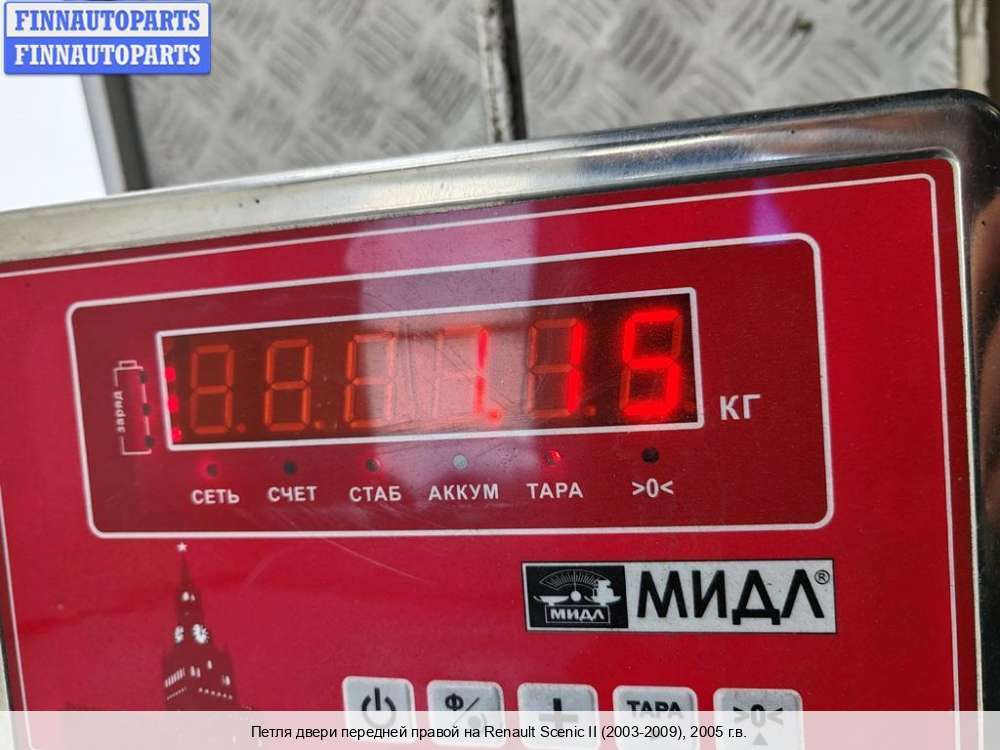 FINNAUTOPARTS
FINNAUTOPARTS
заряд
1.15
КГ
СЕТЬ СЧЕТ СТАБ АККУМ ТАРА >0<
МИДЛ
МИДЛ®
Ф/ + ТАРА >0<
Петля двери передней правой на Renault Scenic II (2003-2009), 2005 г.в.